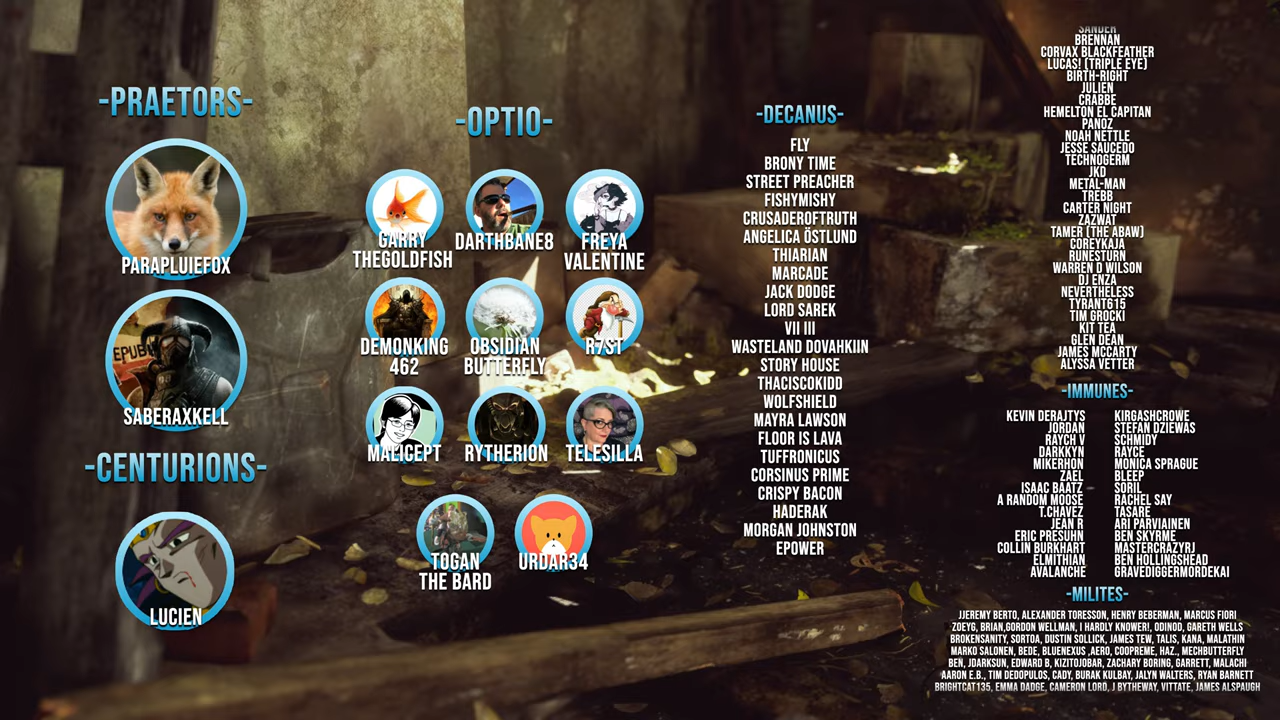 -PRAETORS-
PARAPLUIEFOX
EPUB
SABERAXKELL
-CENTURIONS-
LUCIEN
-OPTIO-
GARRY
THEGOLDFISH
DARTHBANE8
FREYA
VALENTINE
DEMONKING
462
OBSIDIAN
BUTTERFLY
R7ST
MALICEPT
RYTHERION
TELESILLA
TOGAN
THE BARD
URDAR34
-DECANUS-
FLY
BRONY TIME
STREET PREACHER
FISHYMISHY
CRUSADEROFTRUTH
ANGELICA ÖSTLUND
THIARIAN
MARCADE
JACK DODGE
LORD SAREK
VII III
WASTELAND DOVAHKIIN
STORY HOUSE
THACISCOKIDD
WOLFSHIELD
MAYRA LAWSON
FLOOR IS LAVA
TUFFRONICUS
CORSINUS PRIME
CRISPY BACON
HADERAK
MORGAN JOHNSTON
EPOWER
SANDER
BRENNAN
CORVAX BLACKFEATHER
LUCAS! (TRIPLE EYE)
BIRTH-RIGHT
JULIEN
CRABBE
HEMELTON EL CAPITAN
PANOZ
NOAH NETTLE
JESSE SAUCEDO
TECHNOGERM
JKD
METAL-MAN
TREBB
CARTER NIGHT
ZAZWAT
TAMER (THE ABAW)
COREYKAJA
RUNESTURN
WARREN D WILSON
DJ ENZA
NEVERTHELESS
TYRANT615
TIM GROCKI
KIT TEA
GLEN DEAN
JAMES MCCARTY
ALYSSA VETTER
-IMMUNES-
KEVIN DERAJTYS
JORDAN
RAYCH V
DARKKYN
MIKERHON
ZAEL
ISAAC BAATZ
A RANDOM MOOSE
T.CHAVEZ
JEAN R
ERIC PRESUHN
COLLIN BURKHART
ELMITHIAN
AVALANCHE
KIRGASHCROWE
STEFAN DZIEWAS
SCHMIDY
RAYCE
MONICA SPRAGUE
BLEEP
SORIL
RACHEL SAY
TASARE
ARI PARVIAINEN
BEN SKYRME
MASTERCRAZYRJ
BEN HOLLINGSHEAD
GRAVEDIGGERMORDEKAI
-MILITES-
JJEREMY BERTO, ALEXANDER TORESSON, HENRY BEBERMAN, MARCUS FIORI
ZOEYG, BRIAN,GORDON WELLMAN, I HARDLY KNOWER!, ODINOD, GARETH WELLS
BROKENSANITY, SORTOA, DUSTIN SOLLICK, JAMES TEW, TALIS, KANA, MALATHIN
MARKO SALONEN, BEDE, BLUENEXUS ,AERO, COOPREME, HAZ., MECHBUTTERFLY
BEN, JDARKSUN, EDWARD B, KIZITOJOBAR, ZACHARY BORING, GARRETT, MALACHI
AARON E.B., TIM DEDOPULOS, CADY, BURAK KULBAY, JALYN WALTERS, RYAN BARNETT
BRIGHTCAT135, EMMA DADGE, CAMERON LORD, J BYTHEWAY, VITTATE, JAMES ALSPAUGH